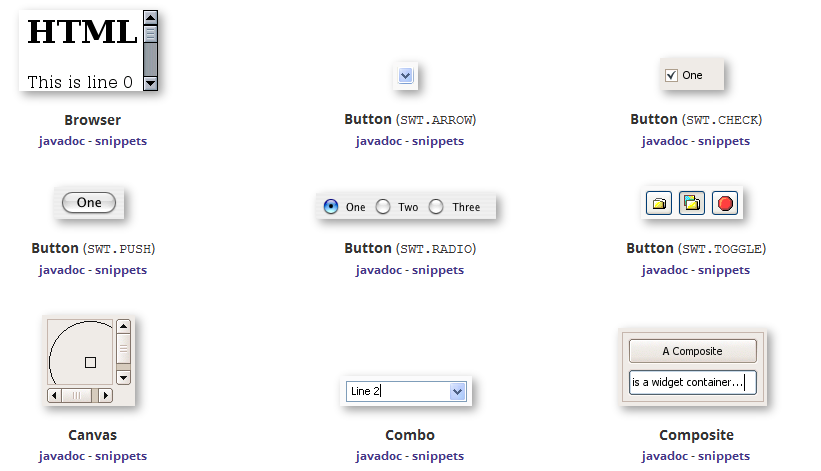 HTML
This is line 0
One
Browser
Button (SWT.ARROW)
Button (SWT.CHECK)
javadoc - snippets
javadoc - snippets
javadoc - snippets
One
One Two Three
Button (SWT.PUSH)
Button (SWT.RADIO)
Button (SWT.TOGGLE)
javadoc - snippets
javadoc - snippets
javadoc - snippets
A Composite
Line 2
is a widget container...
Canvas
Combo
Composite
javadoc - snippets
javadoc - snippets
javadoc - snippets